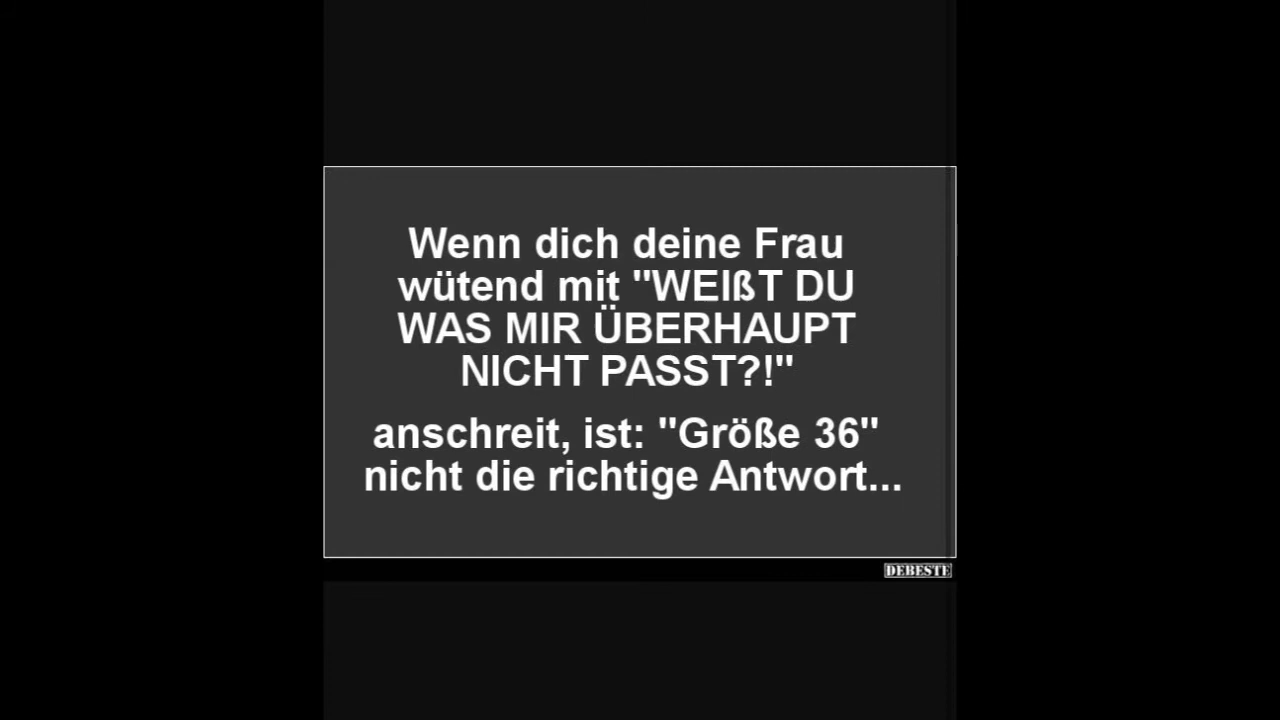 Wenn dich deine Frau
wütend mit "WEIßT DU
WAS MIR ÜBERHAUPT
NICHT PASST?!"
anschreit, ist: "Größe 36"
nicht die richtige Antwort...
DEBESTE